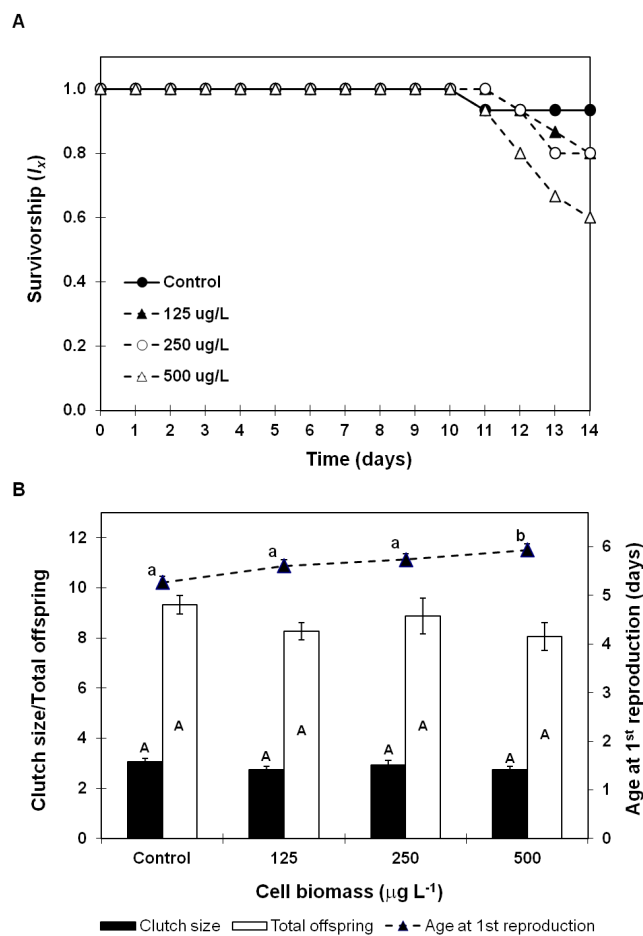 A
Survivorship (lx)
1.0
0.8
0.6
0.4
0.2
0.0
Control
125 ug/L
250 ug/L
500 ug/L
0 1 2 3 4 5 6 7 8 9 10 11 12 13 14
Time (days)
B
Clutch size/Total offspring
12
10
8
6
4
2
0
a a a b
A A A A
A A A A
6
5
4
3
2
1
0
Age at 1st reproduction (days)
Control 125 250 500
Cell biomass (µg L-1)
Clutch size Total offspring Age at 1st reproduction